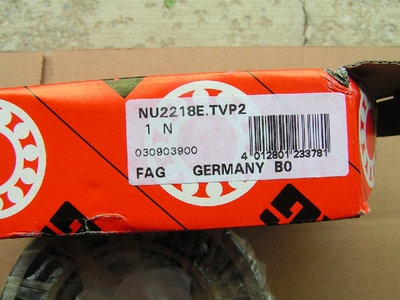 NU2218E.TVP2
1 N
030903900
4 012801 233781
FAG GERMANY B0